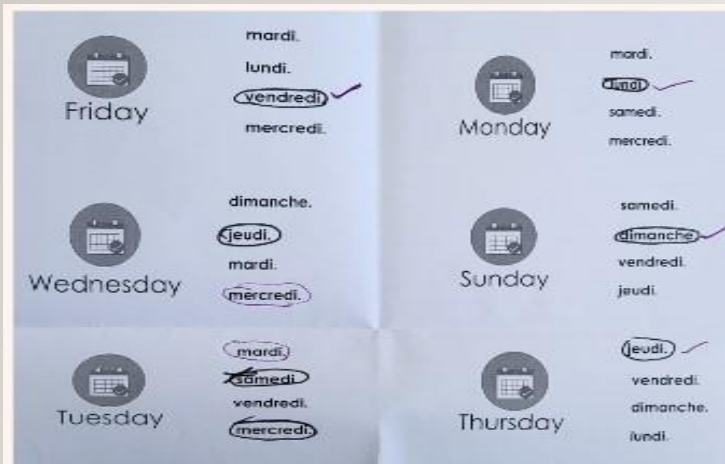 Friday
mardi.
lundi.
vendredi
mercredi.
Monday
mardi.
lundi
samedi.
mercredi.
Wednesday
dimanche.
jeudi.
mardi.
mercredi.
Sunday
samedi.
dimanche
vendredi.
jeudi.
Tuesday
mardi.
samedi
vendredi.
mercredi.
Thursday
jeudi.
vendredi.
dimanche.
lundi.